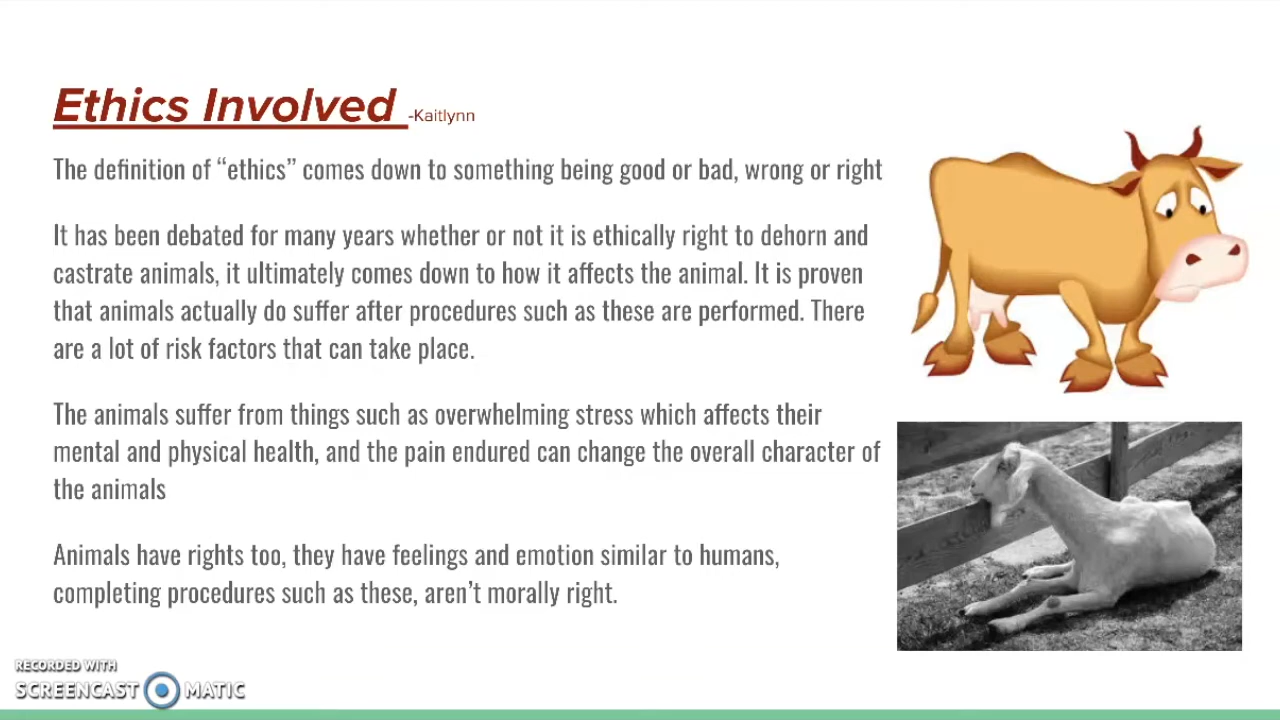 Ethics Involved -Kaitlynn
The definition of “ethics” comes down to something being good or bad, wrong or right
It has been debated for many years whether or not it is ethically right to dehorn and
castrate animals, it ultimately comes down to how it affects the animal. It is proven
that animals actually do suffer after procedures such as these are performed. There
are a lot of risk factors that can take place.
The animals suffer from things such as overwhelming stress which affects their
mental and physical health, and the pain endured can change the overall character of
the animals
Animals have rights too, they have feelings and emotion similar to humans,
completing procedures such as these, aren’t morally right.
RECORDED WITH
SCREENCAST MATIC